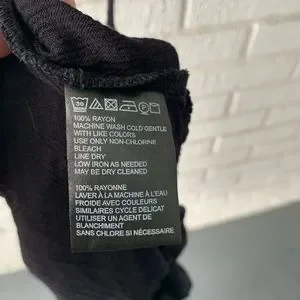 30 P
100% RAYON
MACHINE WASH COLD GENTLE
WITH LIKE COLORS
USE ONLY NON-CHLORINE
BLEACH
LINE DRY
LOW IRON AS NEEDED
MAY BE DRY CLEANED
100% RAYONNE
LAVER À LA MACHINE À L'EAU
FROIDE AVEC COULEURS
SIMILAIRES CYCLE DELICAT
UTILISER UN AGENT DE
BLANCHIMENT
SANS CHLORE SI NÉCESSAIRE